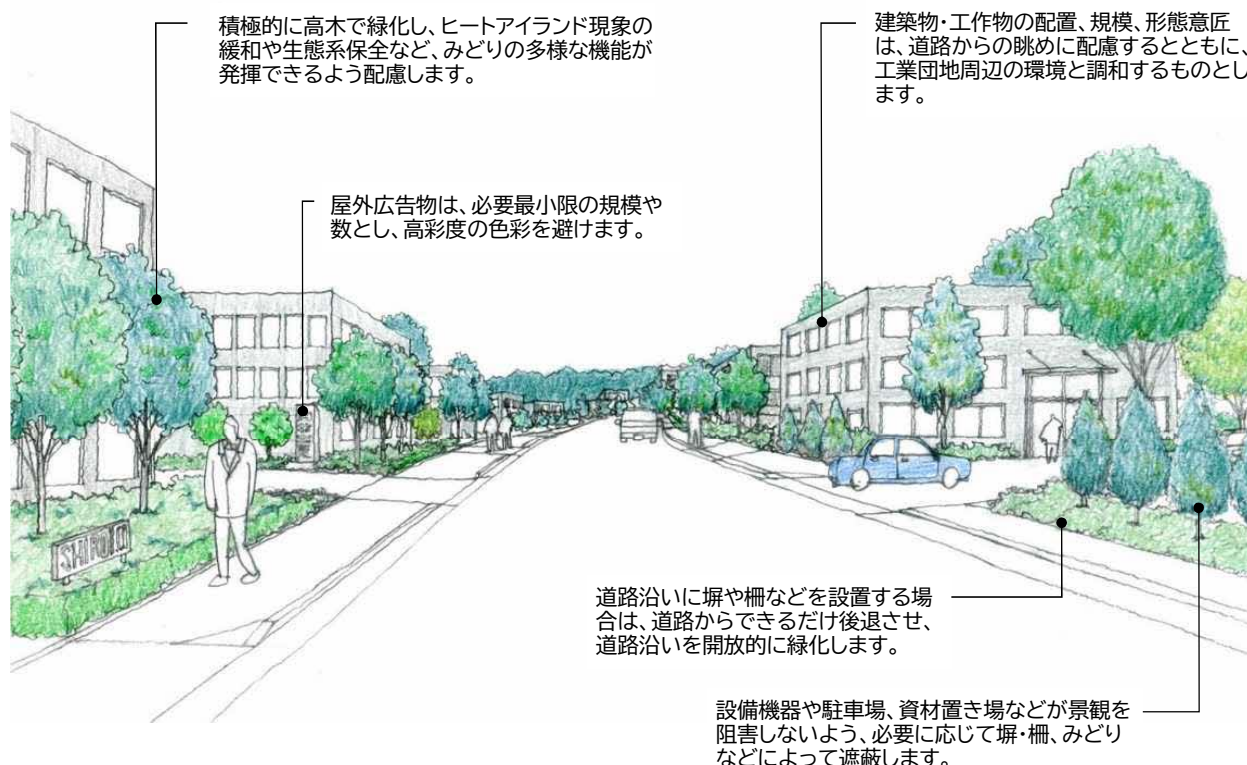 積極的に高木で緑化し、ヒートアイランド現象の
緩和や生態系保全など、みどりの多様な機能が
発揮できるよう配慮します。
建築物・工作物の配置、規模、形態意匠
は、道路からの眺めに配慮するとともに、
工業団地周辺の環境と調和するものとし
ます。
屋外広告物は、必要最小限の規模や
数とし、高彩度の色彩を避けます。
道路沿いに塀や柵などを設置する場
合は、道路からできるだけ後退させ、
道路沿いを開放的に緑化します。
設備機器や駐車場、資材置き場などが景観を
阻害しないよう、必要に応じて塀・柵、みどり
などによって遮蔽します。